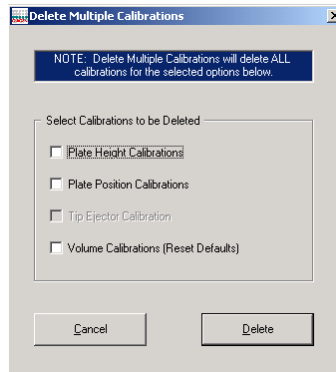 Delete Multiple Calibrations
NOTE: Delete Multiple Calibrations will delete ALL
calibrations for the selected options below.
Select Calibrations to be Deleted
Plate Height Calibrations
Plate Position Calibrations
Tip Ejector Calibration
Volume Calibrations (Reset Defaults)
Cancel
Delete